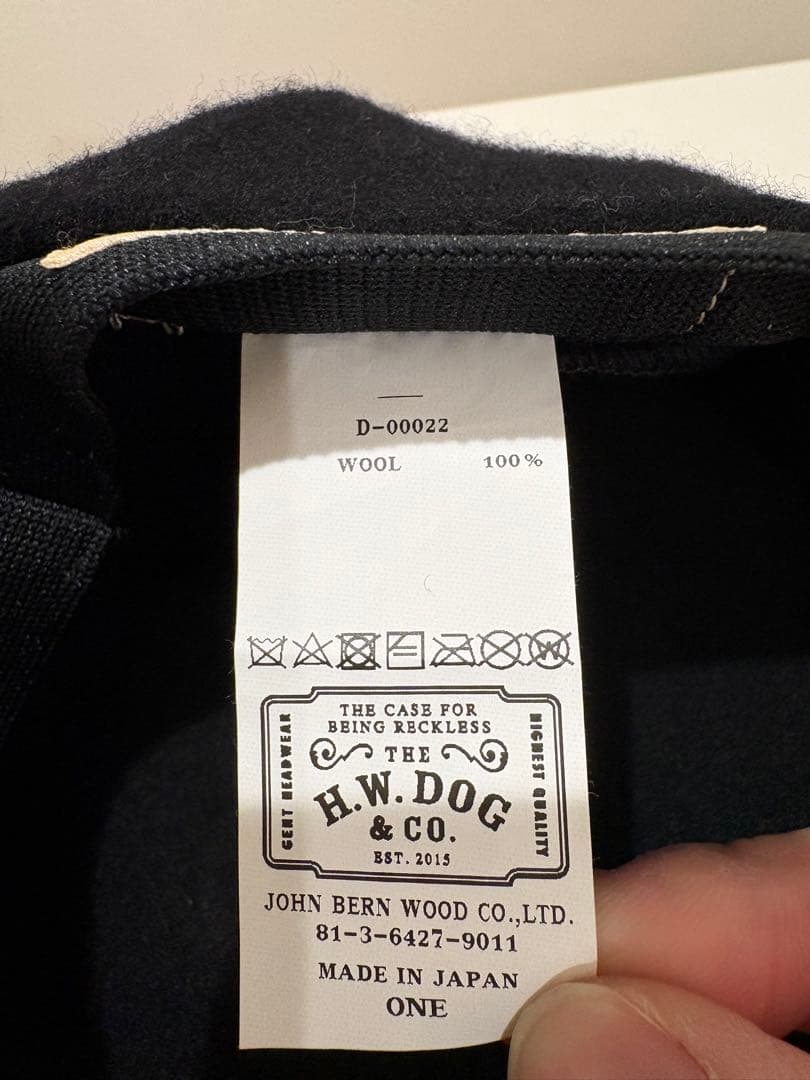 D-00022
WOOL 100%
THE CASE FOR
BEING RECKLESS
THE
H.W.DOG
& CO.
EST. 2015
GENT HEADWEAR
HIGHEST QUALITY
JOHN BERN WOOD CO.,LTD.
81-3-6427-9011
MADE IN JAPAN
ONE